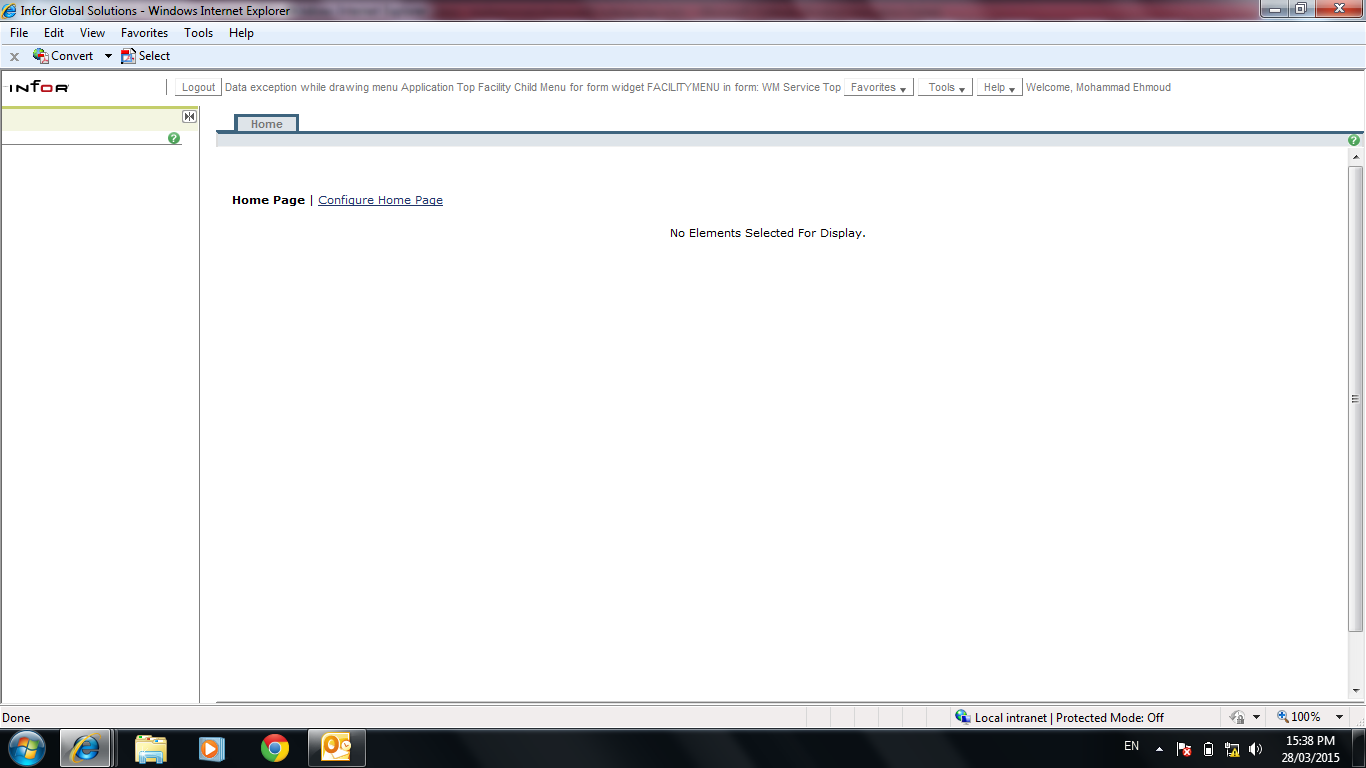 Infor Global Solutions - Windows Internet Explorer
File Edit View Favorites Tools Help
x Convert Select
infor Logout Data exception while drawing menu Application Top Facility Child Menu for form widget FACILITYMENU in form: WM Service Top Favorites Tools Help Welcome, Mohammad Ehmoud
Home
Home Page | Configure Home Page
No Elements Selected For Display.
Done Local intranet | Protected Mode: Off 100%
EN 15:38 PM
28/03/2015